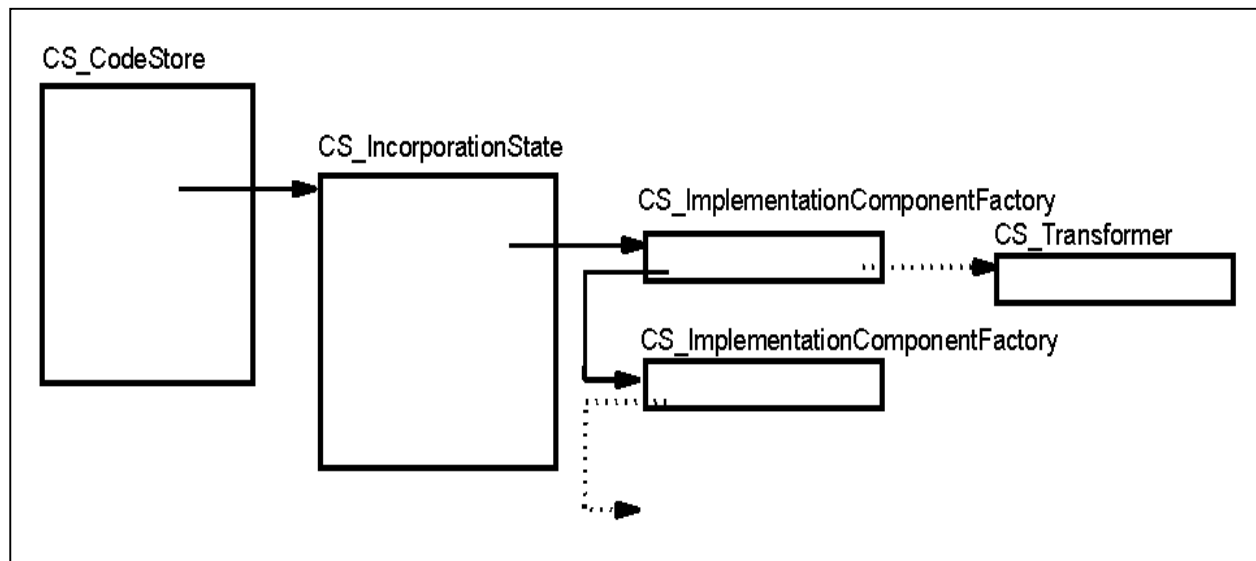 CS_CodeStore
CS_IncorporationState
CS_ImplementationComponentFactory
CS_Transformer
CS_ImplementationComponentFactory